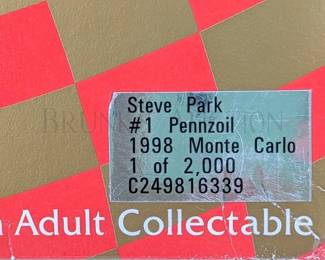 Steve Park
#1 Pennzoil
1998 Monte Carlo
1 of 2,000
C249816339
Adult Collectable